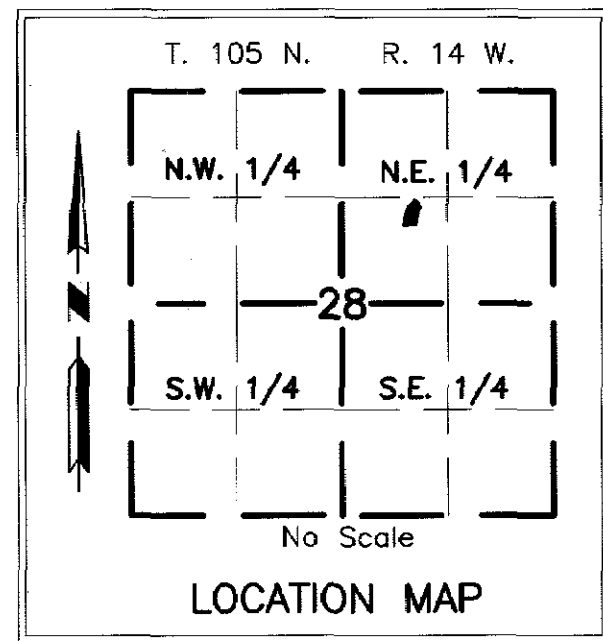 T. 105 N. R. 14 W.
N.W. 1/4 N.E. 1/4
N
28
S.W. 1/4 S.E. 1/4
No Scale
LOCATION MAP